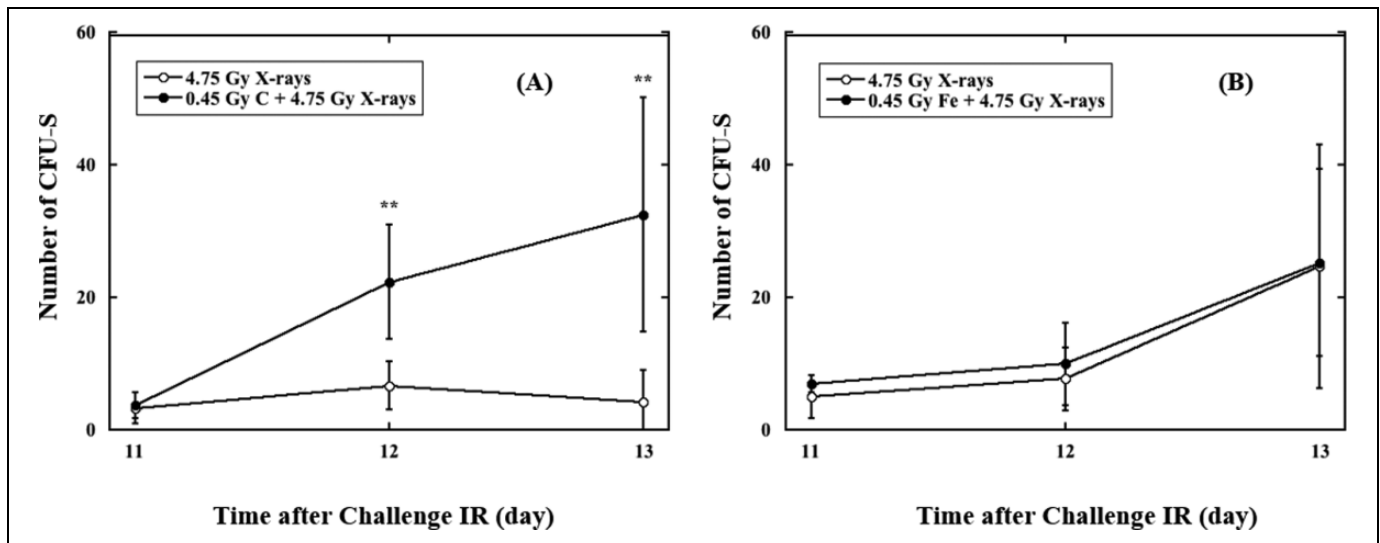 60
40
20
0
Number of CFU-S
4.75 Gy X-rays
0.45 Gy C + 4.75 Gy X-rays
(A)
**
**
11
12
13
Time after Challenge IR (day)
60
40
20
0
Number of CFU-S
4.75 Gy X-rays
0.45 Gy Fe + 4.75 Gy X-rays
(B)
11
12
13
Time after Challenge IR (day)